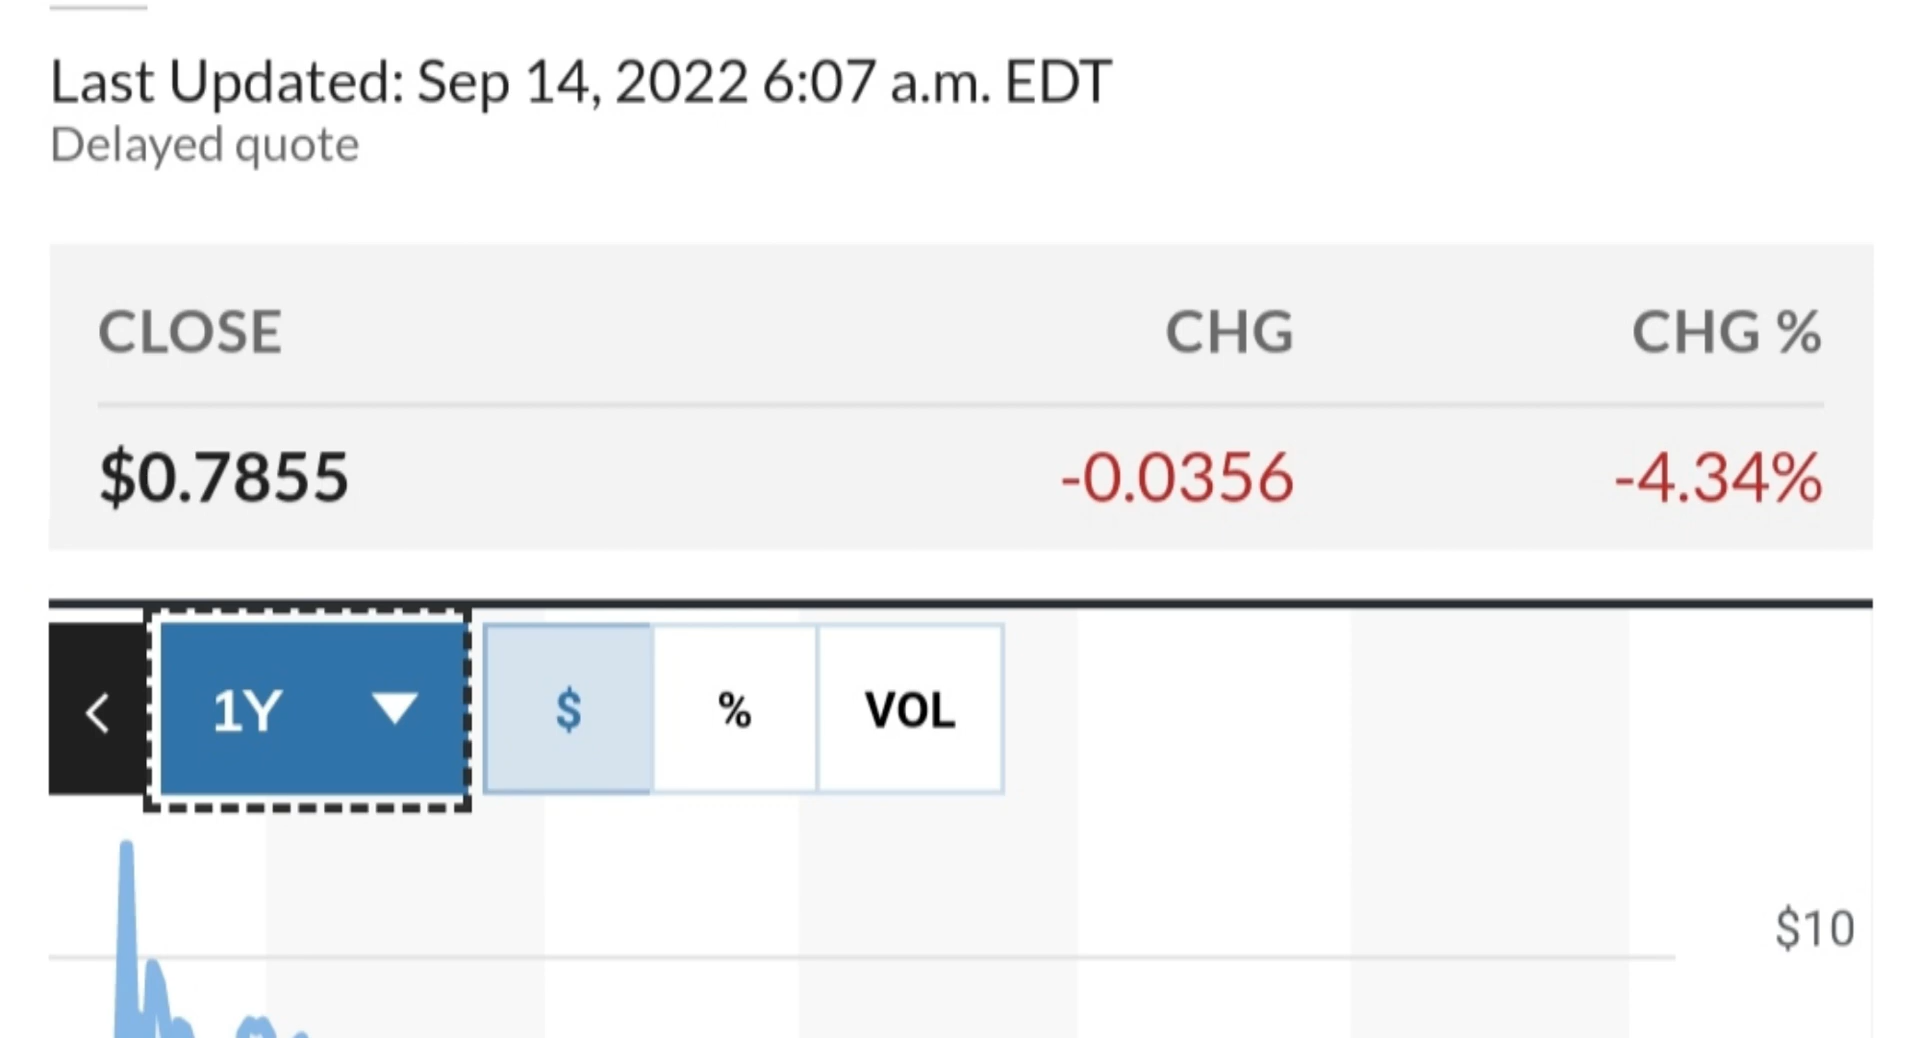 Last Updated: Sep 14, 2022 6:07 a.m. EDT
Delayed quote
CLOSE CHG CHG %
$0.7855 -0.0356 -4.34%
1Y $ % VOL
$10